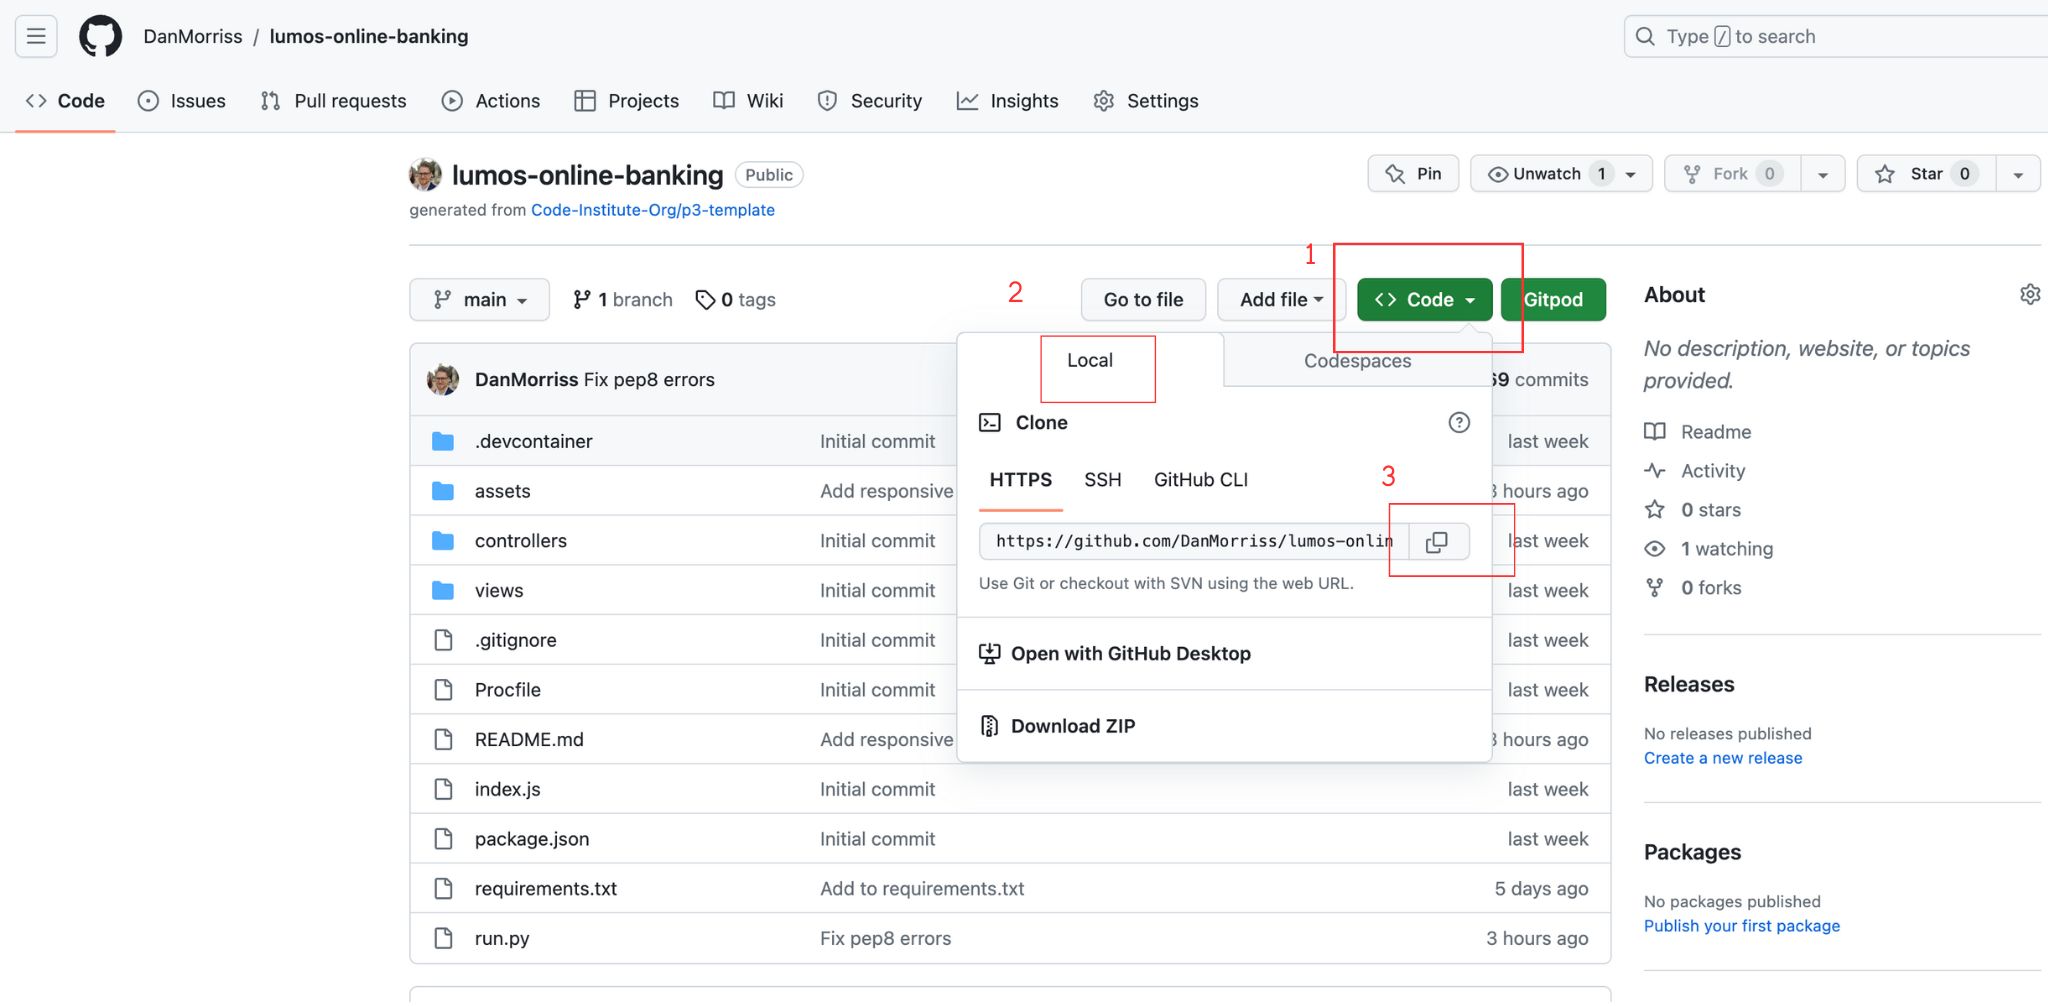 DanMorriss / lumos-online-banking
Type / to search
Code Issues Pull requests Actions Projects Wiki Security Insights Settings
lumos-online-banking Public
Pin Unwatch 1 Fork 0 Star 0
generated from Code-Institute-Org/p3-template
1
2
main 1 branch 0 tags Go to file Add file Code Gitpod
Local Codespaces
DanMorriss Fix pep8 errors 69 commits
Clone
HTTPS SSH GitHub CLI
3
https://github.com/DanMorriss/lumos-onlin
Use Git or checkout with SVN using the web URL.
Open with GitHub Desktop
Download ZIP
.devcontainer Initial commit last week
assets Add responsive 3 hours ago
controllers Initial commit last week
views Initial commit last week
.gitignore Initial commit last week
Procfile Initial commit last week
README.md Add responsive 3 hours ago
index.js Initial commit last week
package.json Initial commit last week
requirements.txt Add to requirements.txt 5 days ago
run.py Fix pep8 errors 3 hours ago
About
No description, website, or topics
provided.
Readme
Activity
0 stars
1 watching
0 forks
Releases
No releases published
Create a new release
Packages
No packages published
Publish your first package